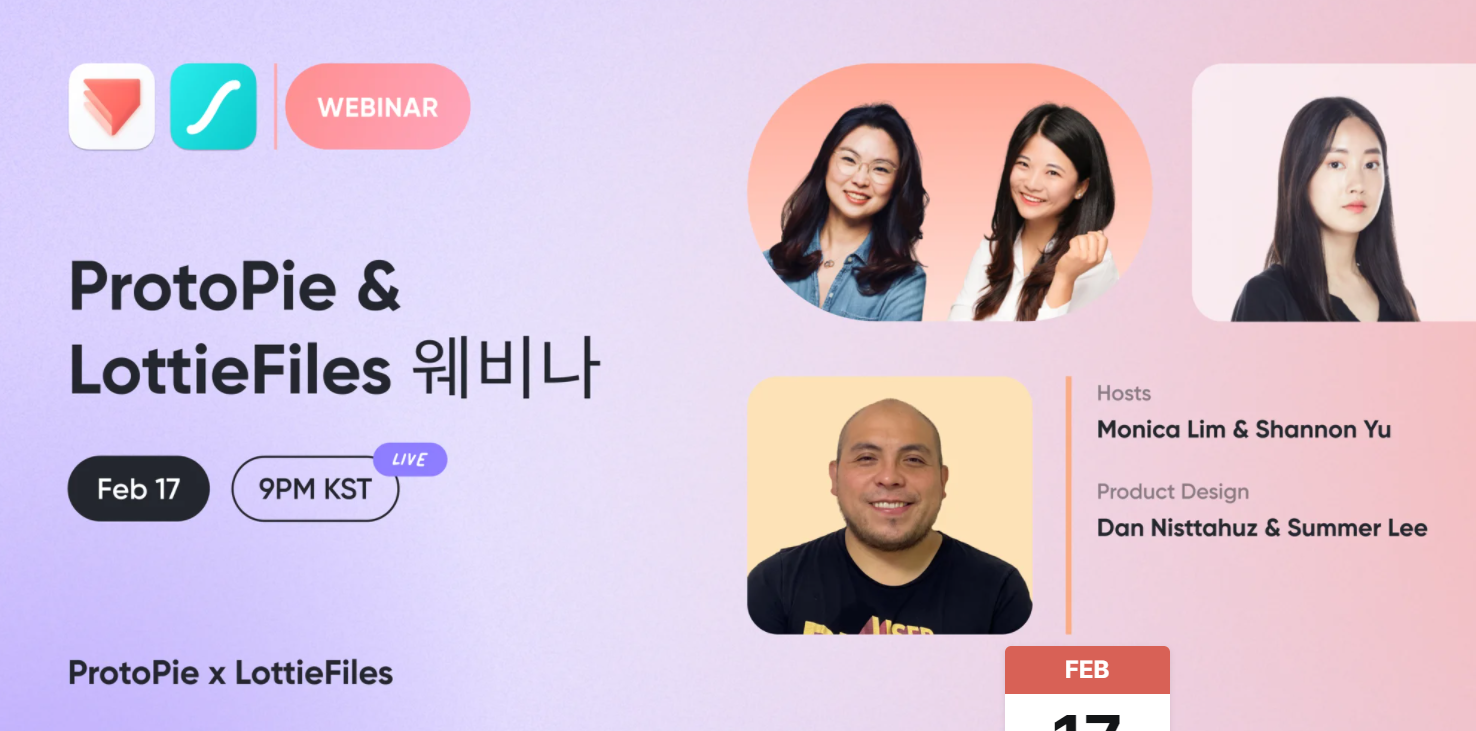 WEBINAR
ProtoPie &
LottieFiles 웨비나
Feb 17
9PM KST
LIVE
ProtoPie x LottieFiles
Hosts
Monica Lim & Shannon Yu
Product Design
Dan Nisttahuz & Summer Lee
FEB
17